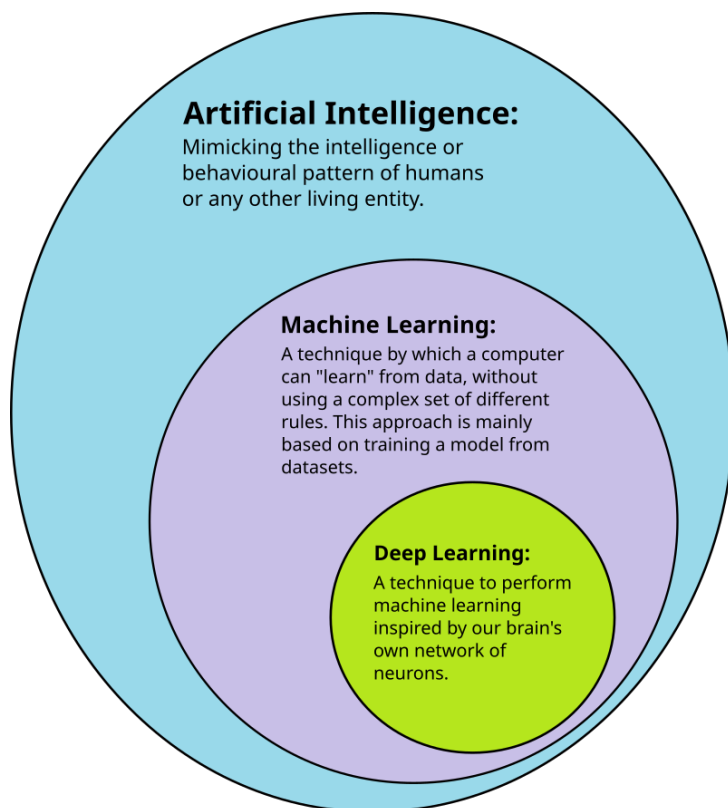 Artificial Intelligence:
Mimicking the intelligence or
behavioural pattern of humans
or any other living entity.
Machine Learning:
A technique by which a computer
can "learn" from data, without
using a complex set of different
rules. This approach is mainly
based on training a model from
datasets.
Deep Learning:
A technique to perform
machine learning
inspired by our brain's
own network of
neurons.